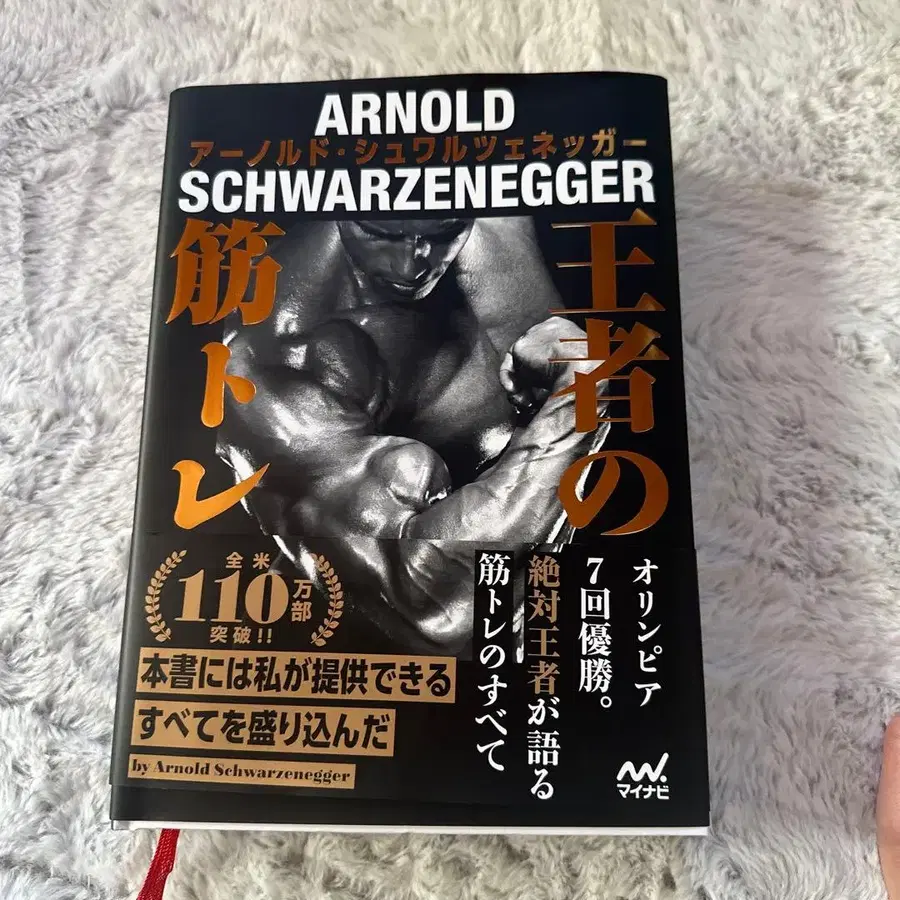 ARNOLD
アーノルド・シュワルツェネッガー
SCHWARZENEGGER
王者の
筋トレ
オリンピア
7回優勝。
絶対王者が語る
筋トレのすべて
全米
110万部
突破!!
本書には私が提供できる
すべてを盛り込んだ
by Arnold Schwarzenegger
マイナビ